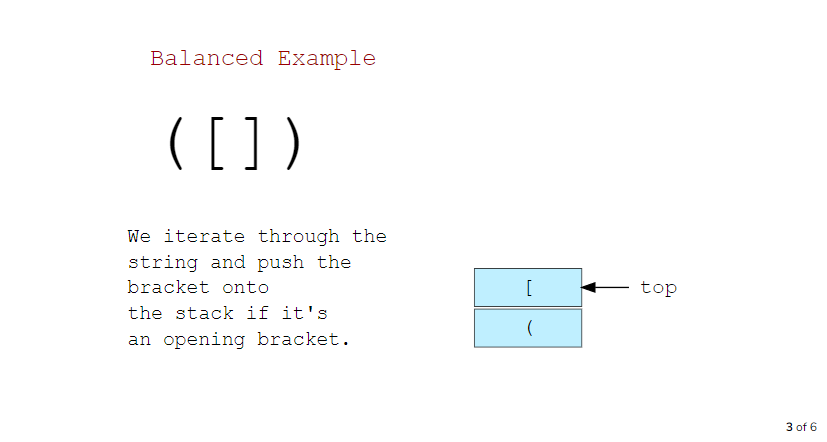 Balanced Example
([])
We iterate through the
string and push the
bracket onto
the stack if it's
an opening bracket.
[
top
(
3 of 6